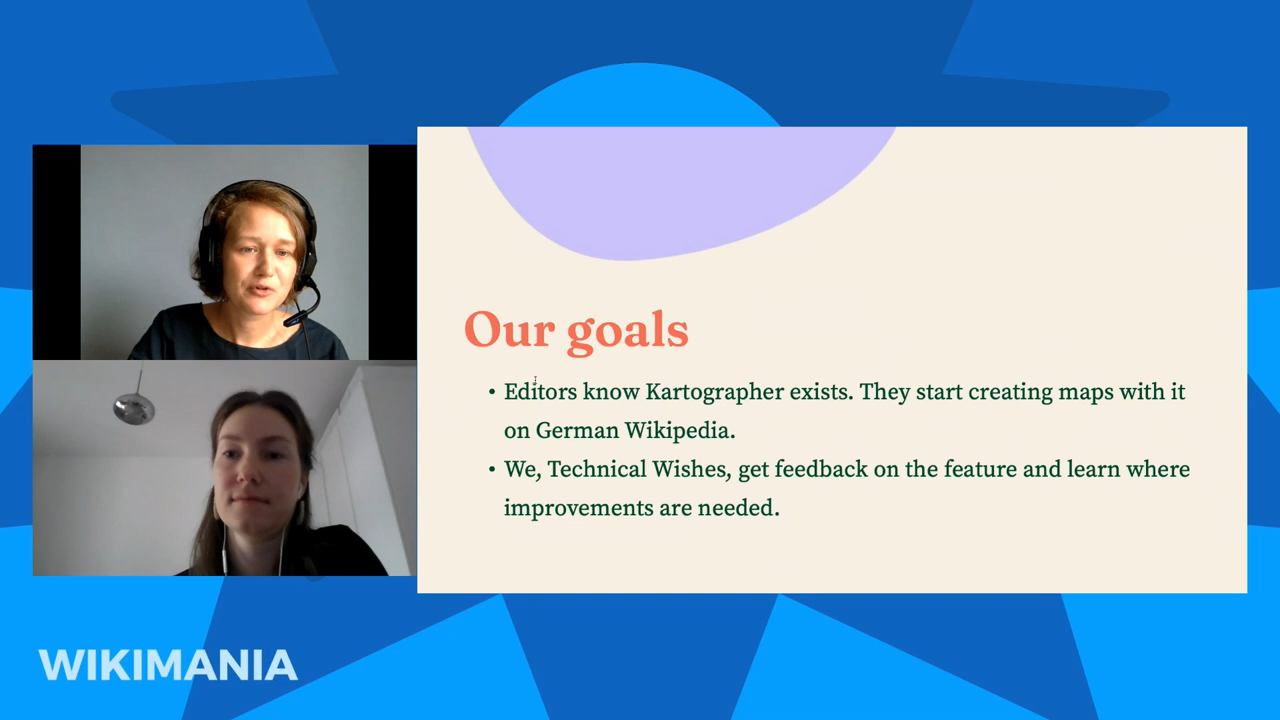 Our goals
• Editors know Kartographer exists. They start creating maps with it
on German Wikipedia.
• We, Technical Wishes, get feedback on the feature and learn where
improvements are needed.
WIKIMANIA